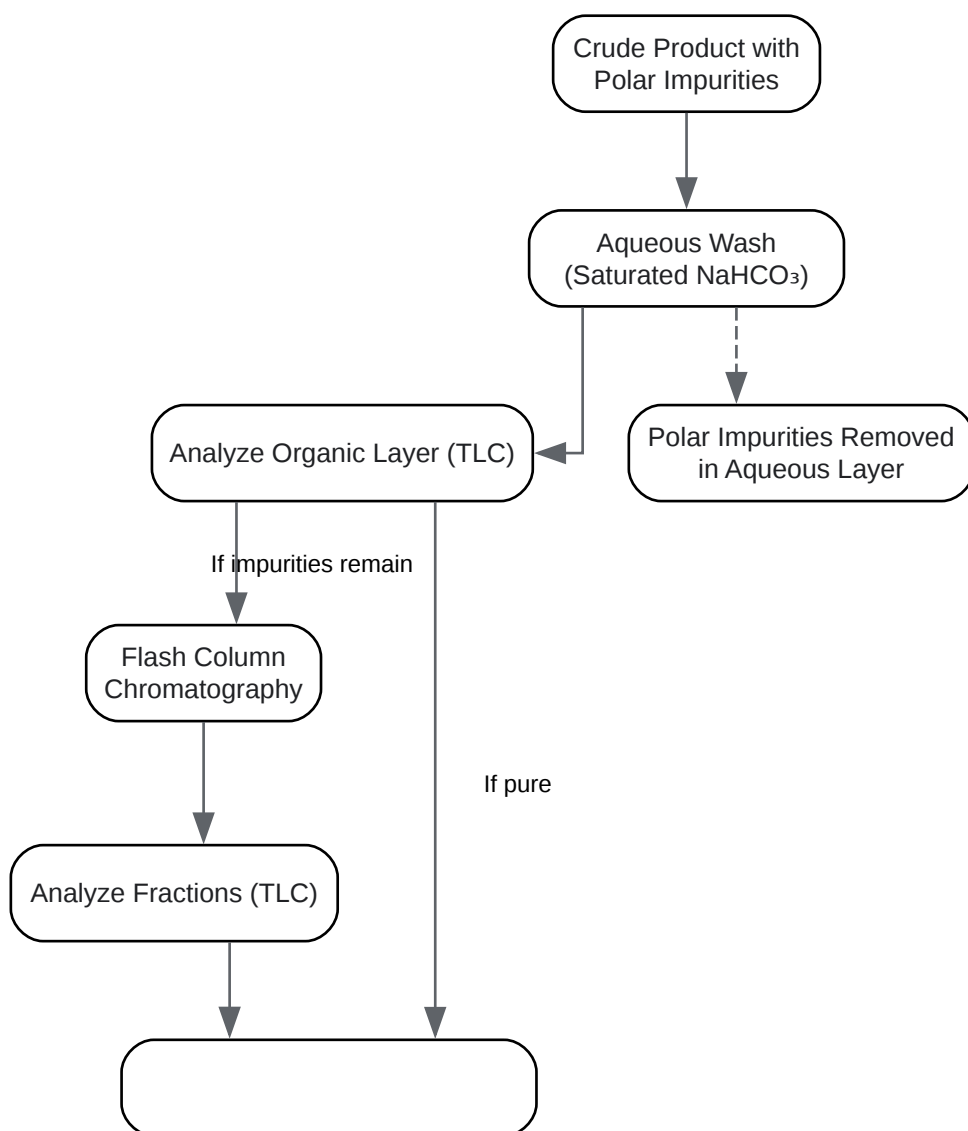 Crude Product with
Polar Impurities
Aqueous Wash
(Saturated NaHCO₃)
Analyze Organic Layer (TLC)
Polar Impurities Removed
in Aqueous Layer
If impurities remain
Flash Column
Chromatography
If pure
Analyze Fractions (TLC)